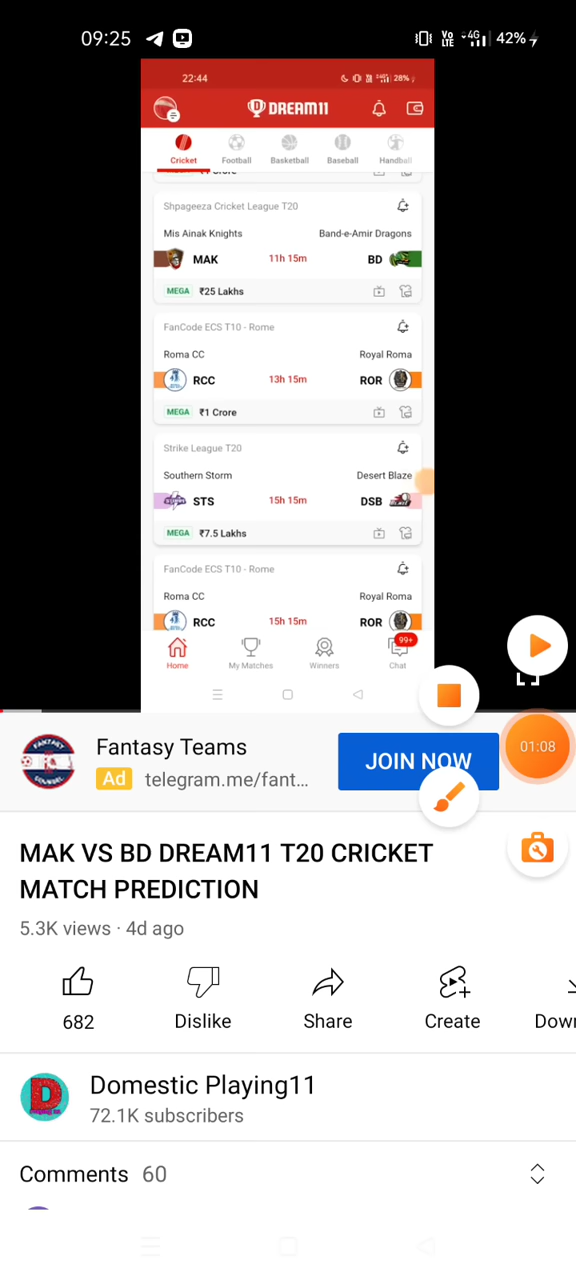 09:25
Vo LTE 4G 42%
22:44
28%
DREAM11
Cricket Football Basketball Baseball Handball
Shpageeza Cricket League T20
Mis Ainak Knights Band-e-Amir Dragons
MAK 11h 15m BD
MEGA ₹25 Lakhs
FanCode ECS T10 - Rome
Roma CC Royal Roma
RCC 13h 15m ROR
MEGA ₹1 Crore
Strike League T20
Southern Storm Desert Blaze
STS 15h 15m DSB
MEGA ₹7.5 Lakhs
FanCode ECS T10 - Rome
Roma CC Royal Roma
RCC 15h 15m ROR
99+
Home My Matches Winners Chat
Fantasy Teams
JOIN NOW
01:08
Ad telegram.me/fant...
MAK VS BD DREAM11 T20 CRICKET
MATCH PREDICTION
5.3K views · 4d ago
682 Dislike Share Create Dow
Domestic Playing11
72.1K subscribers
Comments 60